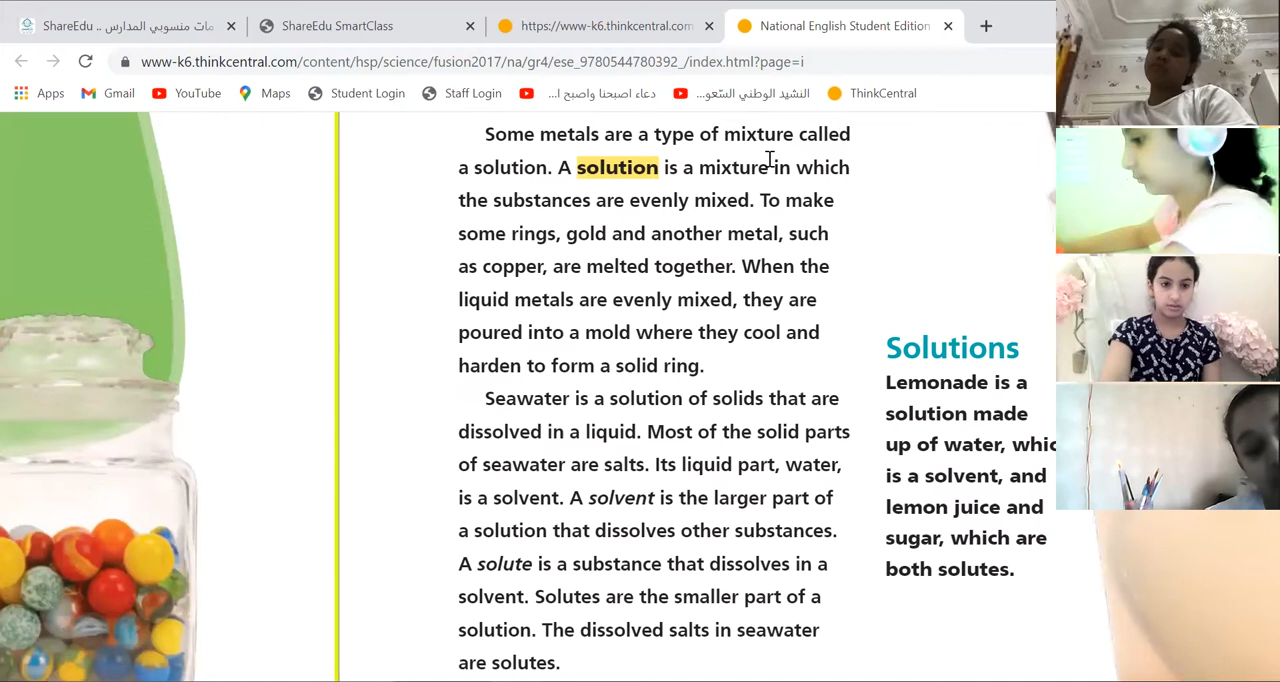 ShareEdu .. مات منسوبي المدارس
ShareEdu SmartClass
https://www-k6.thinkcentral.com
National English Student Edition
www-k6.thinkcentral.com/content/hsp/science/fusion2017/na/gr4/ese_9780544780392_/index.html?page=i
Apps
Gmail
YouTube
Maps
Student Login
Staff Login
دعاء اصبحنا واصبح ا...
النشيد الوطني السّعو...
ThinkCentral
Some metals are a type of mixture called
a solution. A solution is a mixture in which
the substances are evenly mixed. To make
some rings, gold and another metal, such
as copper, are melted together. When the
liquid metals are evenly mixed, they are
poured into a mold where they cool and
harden to form a solid ring.
Seawater is a solution of solids that are
dissolved in a liquid. Most of the solid parts
of seawater are salts. Its liquid part, water,
is a solvent. A solvent is the larger part of
a solution that dissolves other substances.
A solute is a substance that dissolves in a
solvent. Solutes are the smaller part of a
solution. The dissolved salts in seawater
are solutes.
Solutions
Lemonade is a
solution made
up of water, whic
is a solvent, and
lemon juice and
sugar, which are
both solutes.